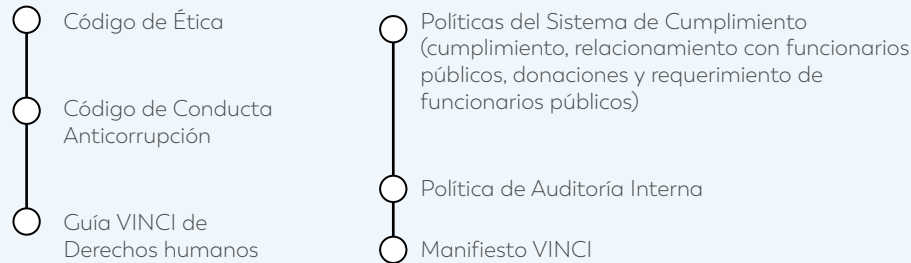 Código de Ética
Código de Conducta
Anticorrupción
Guía VINCI de
Derechos humanos
Políticas del Sistema de Cumplimiento
(cumplimiento, relacionamiento con funcionarios
públicos, donaciones y requerimiento de
funcionarios públicos)
Política de Auditoría Interna
Manifiesto VINCI